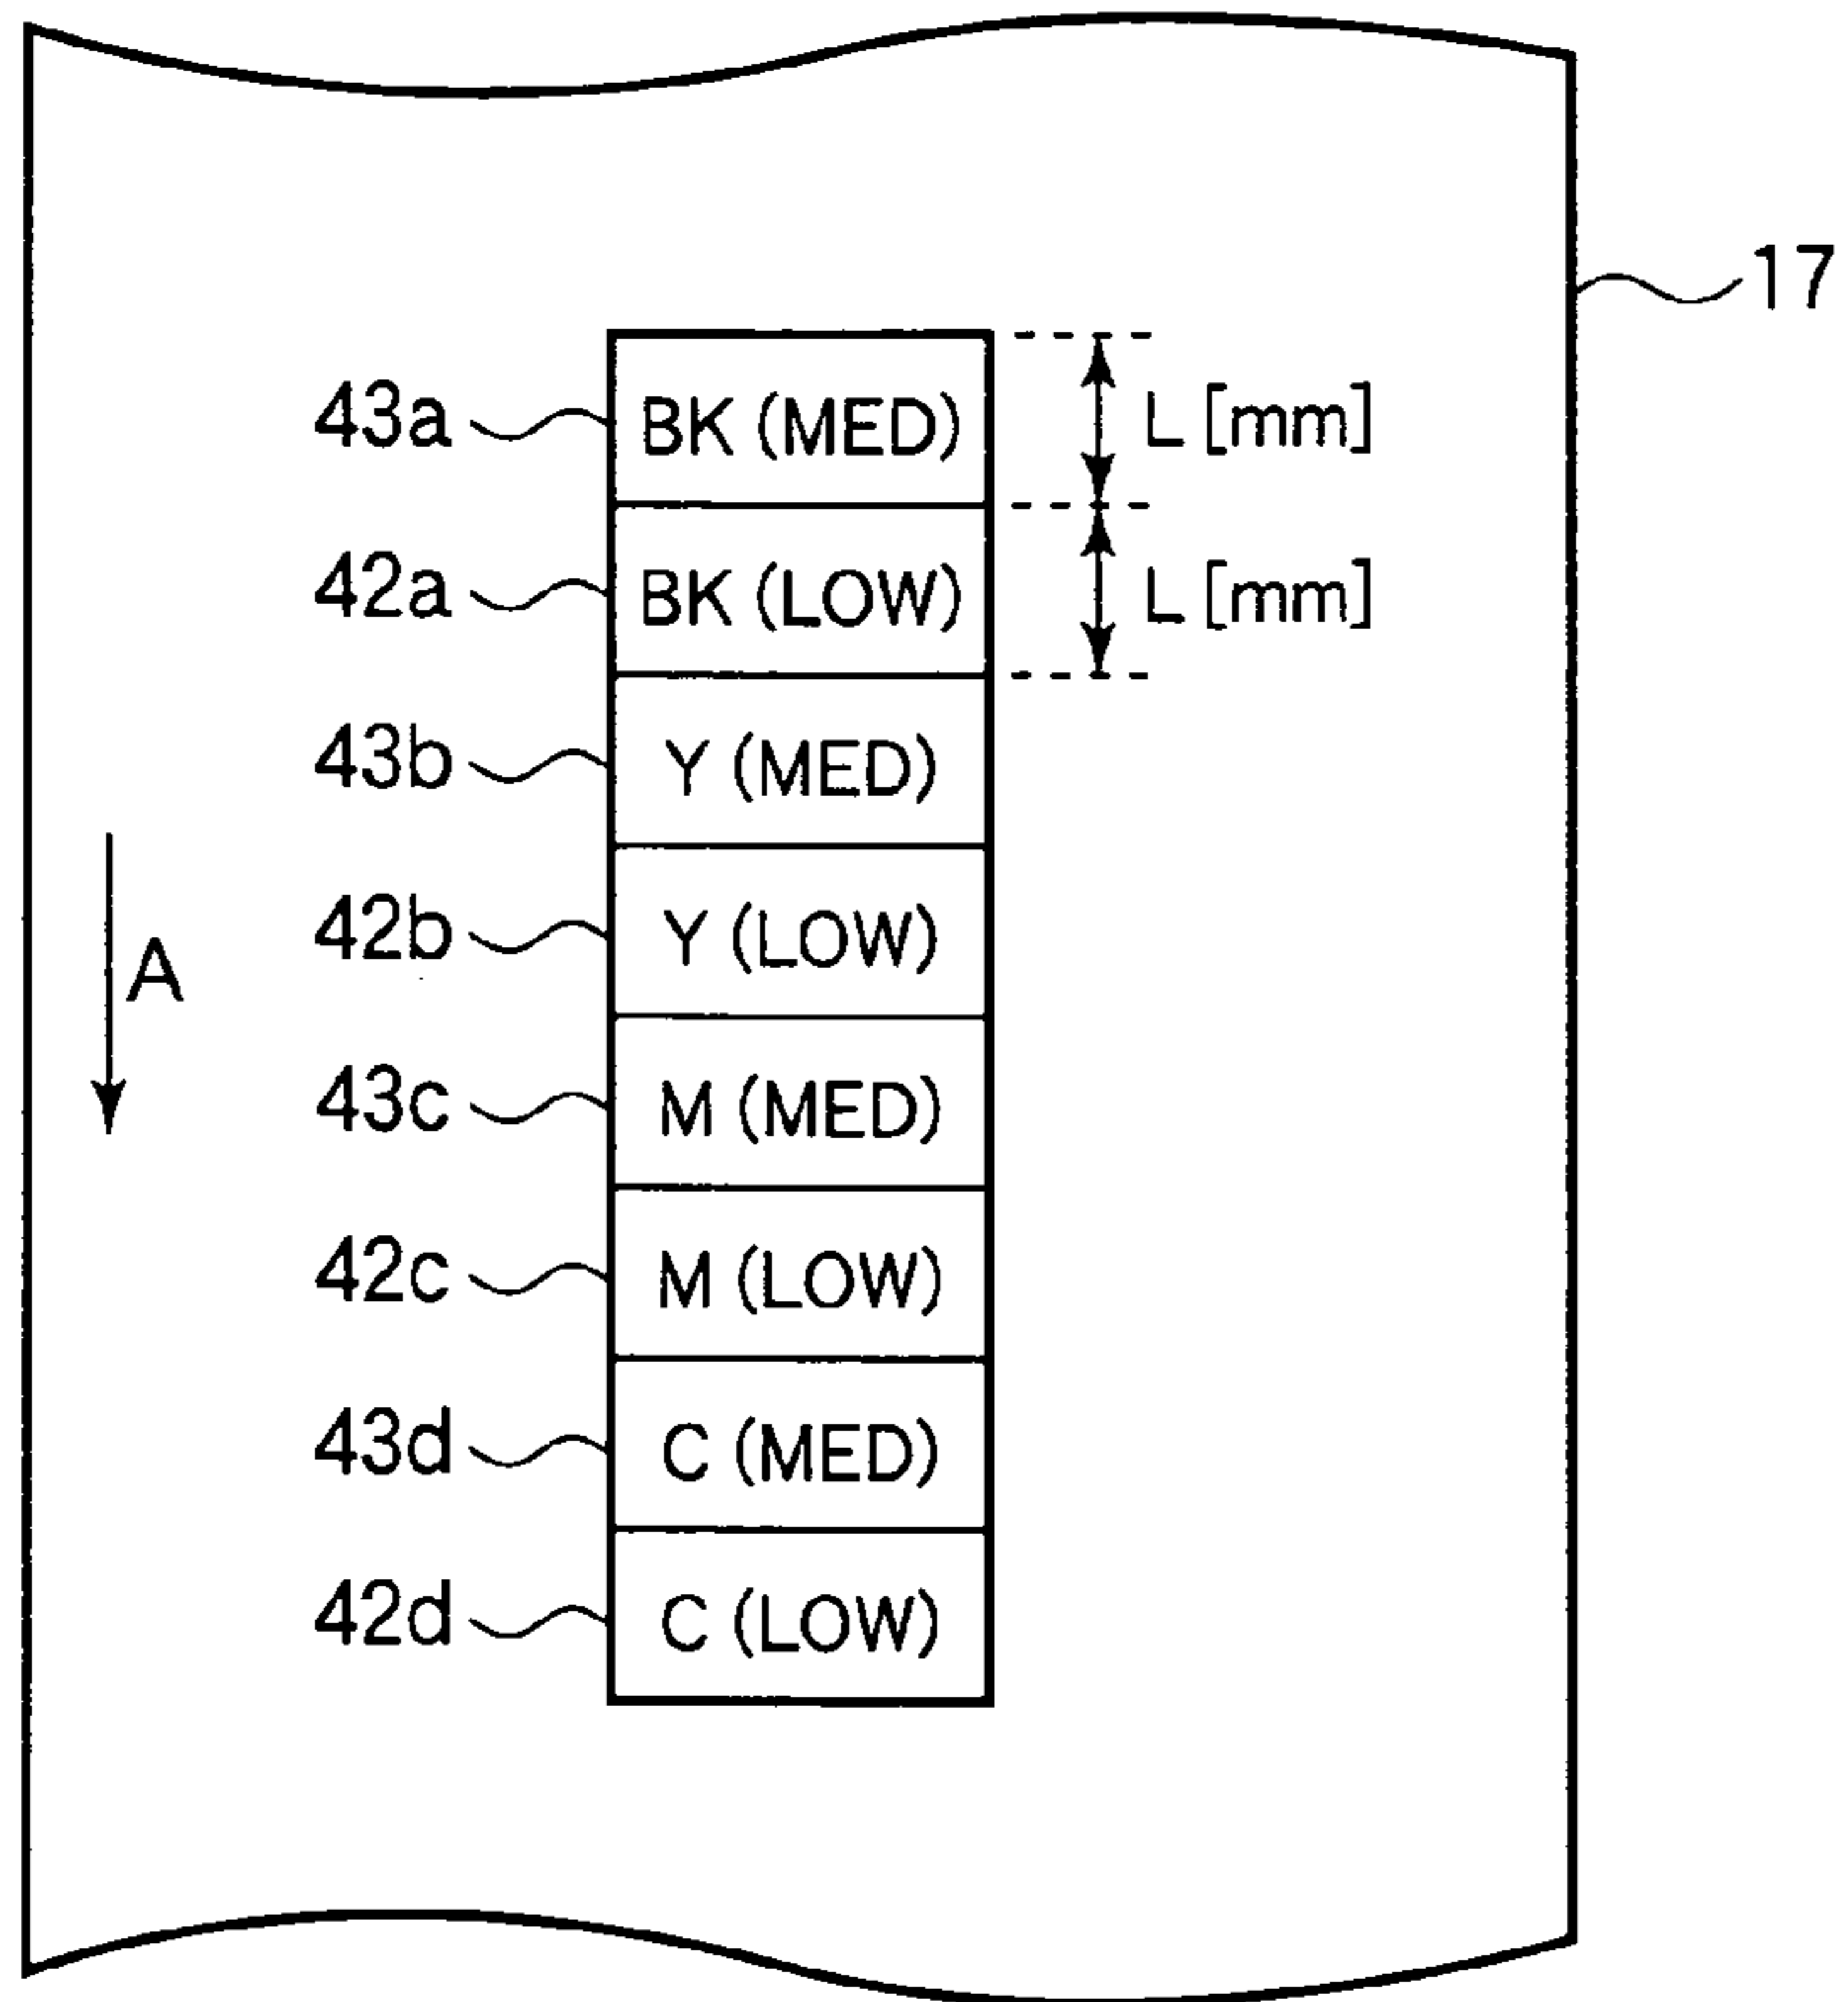 17
43a BK (MED) L [mm]
42a BK (LOW) L [mm]
43b Y (MED)
42b Y (LOW)
A
43c M (MED)
42c M (LOW)
43d C (MED)
42d C (LOW)